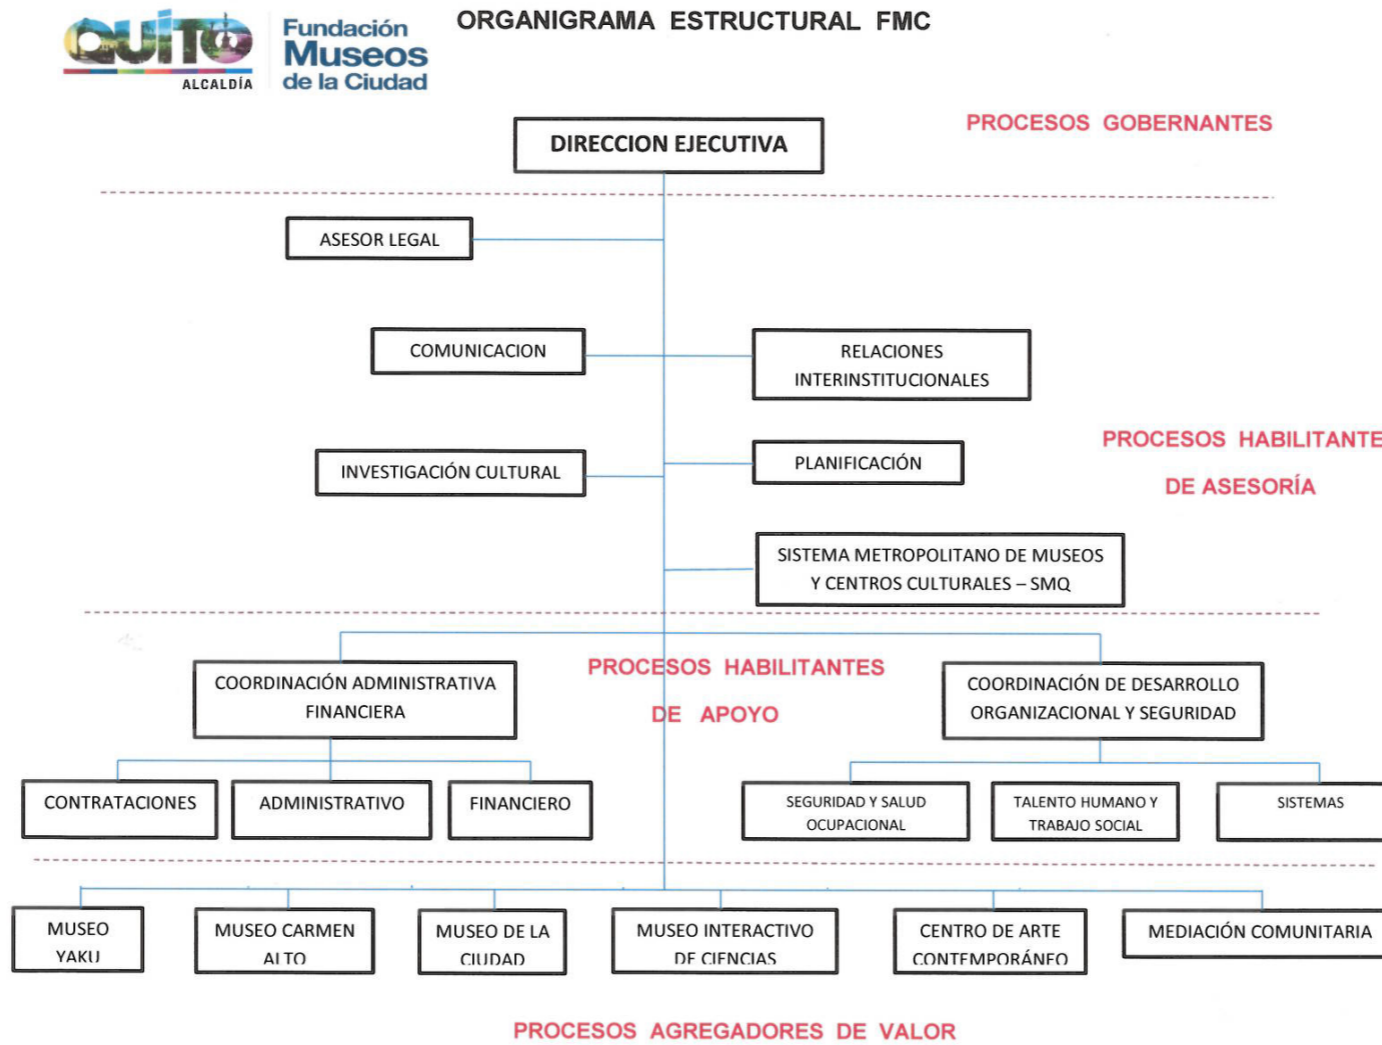 ORGANIGRAMA ESTRUCTURAL FMC
QUITO
ALCALDÍA
Fundación
Museos
de la Ciudad
PROCESOS GOBERNANTES
DIRECCION EJECUTIVA
ASESOR LEGAL
COMUNICACION
RELACIONES
INTERINSTITUCIONALES
PROCESOS HABILITANTE
DE ASESORÍA
INVESTIGACIÓN CULTURAL
PLANIFICACIÓN
SISTEMA METROPOLITANO DE MUSEOS
Y CENTROS CULTURALES – SMQ
COORDINACIÓN ADMINISTRATIVA
FINANCIERA
PROCESOS HABILITANTES
DE APOYO
COORDINACIÓN DE DESARROLLO
ORGANIZACIONAL Y SEGURIDAD
CONTRATACIONES
ADMINISTRATIVO
FINANCIERO
SEGURIDAD Y SALUD
OCUPACIONAL
TALENTO HUMANO Y
TRABAJO SOCIAL
SISTEMAS
MUSEO
YAKU
MUSEO CARMEN
ALTO
MUSEO DE LA
CIUDAD
MUSEO INTERACTIVO
DE CIENCIAS
CENTRO DE ARTE
CONTEMPORÁNEO
MEDIACIÓN COMUNITARIA
PROCESOS AGREGADORES DE VALOR